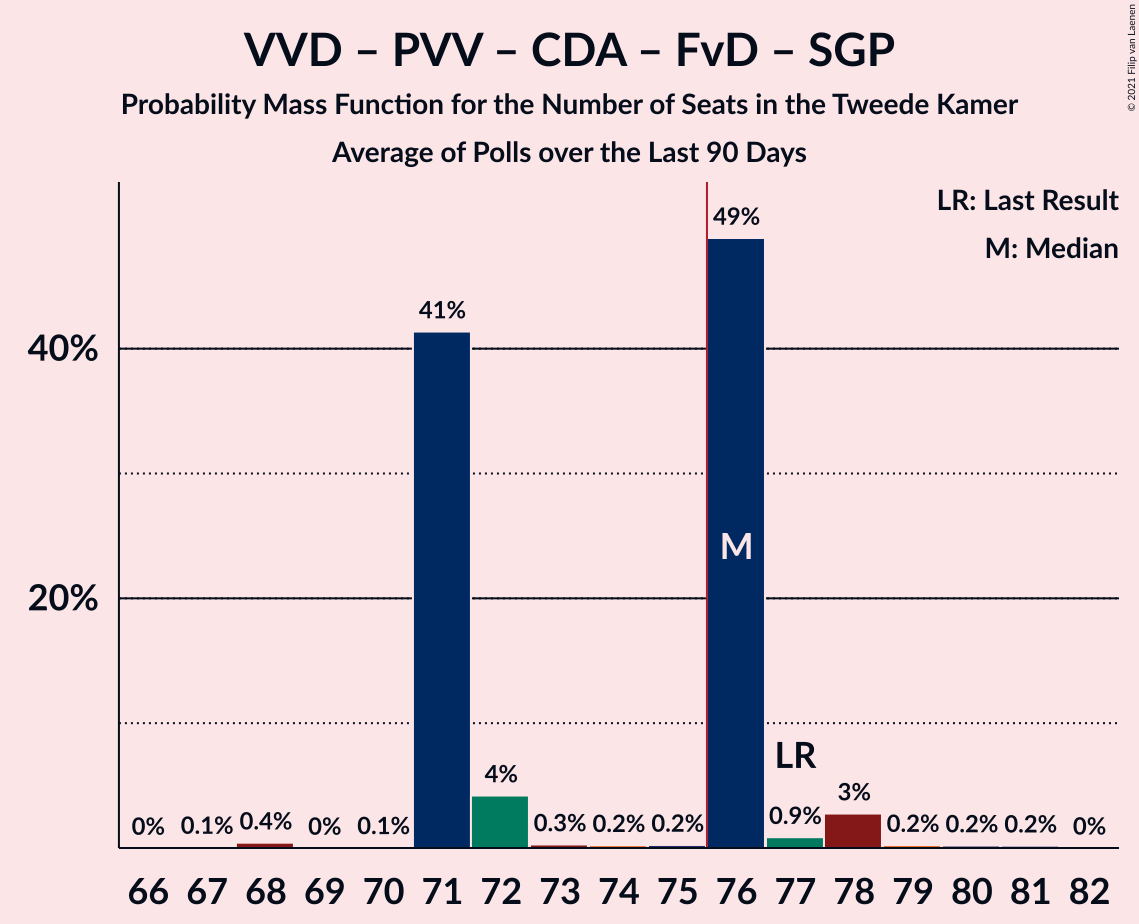 VVD – PVV – CDA – FvD – SGP
Probability Mass Function for the Number of Seats in the Tweede Kamer
Average of Polls over the Last 90 Days
© 2021 Filip van Laenen
LR: Last Result
M: Median
49%
41%
40%
M
20%
LR
0% 0.1% 0.4% 0% 0.1% 4% 0.3% 0.2% 0.2% 0.9% 3% 0.2% 0.2% 0.2% 0%
66 67 68 69 70 71 72 73 74 75 76 77 78 79 80 81 82